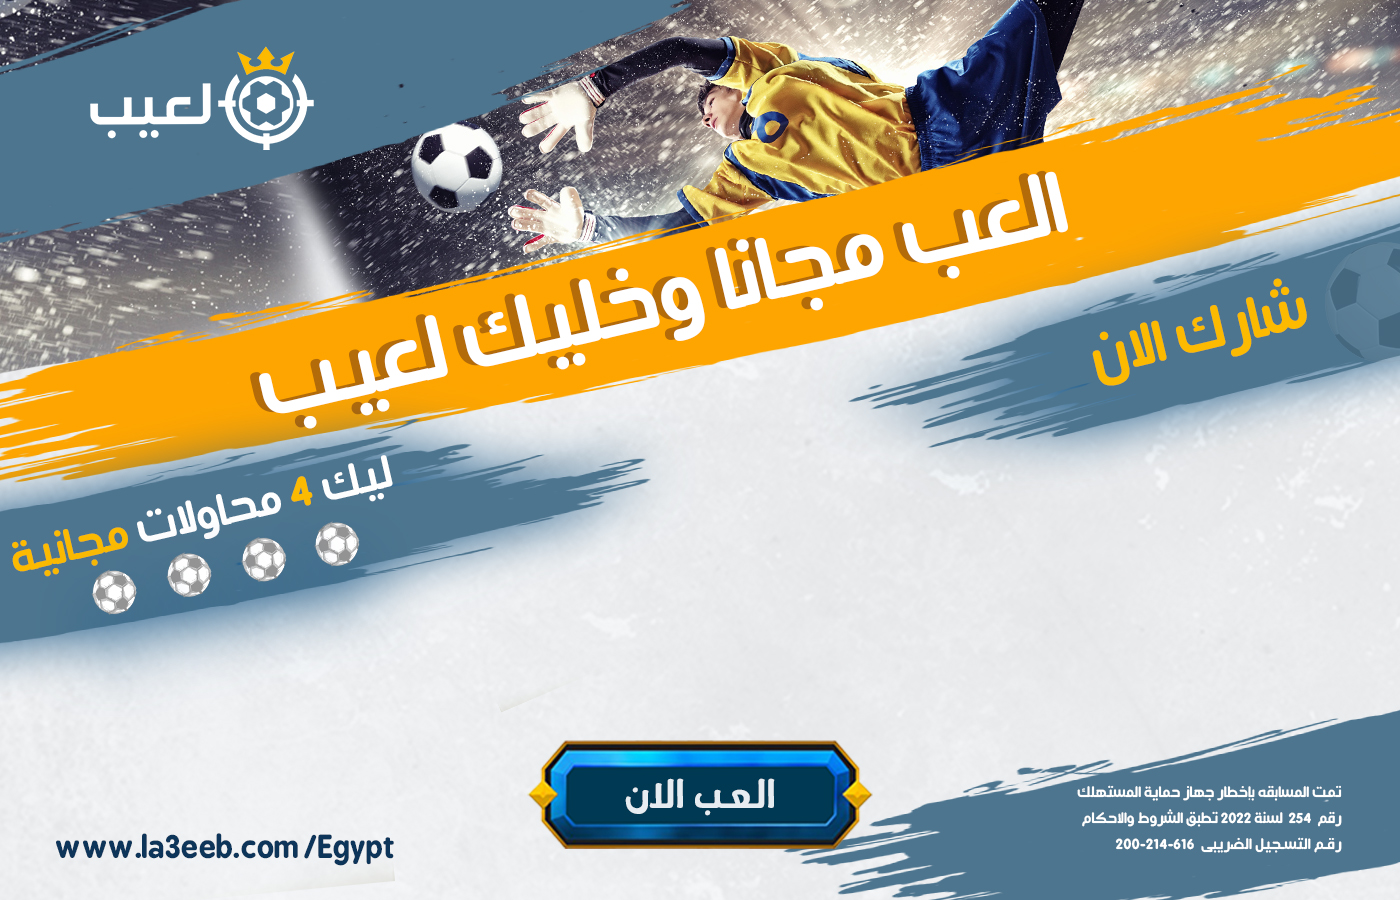 لعيب
العب مجانا وخليك لعيب
شارك الان
ليك 4 محاولات مجانية
العب الان
تمت المسابقه بإخطار جهاز حماية المستهلك
رقم 254 لسنة 2022 تطبق الشروط والاحكام
رقم التسجيل الضريبى 616-214-200
www.la3eeb.com/Egypt